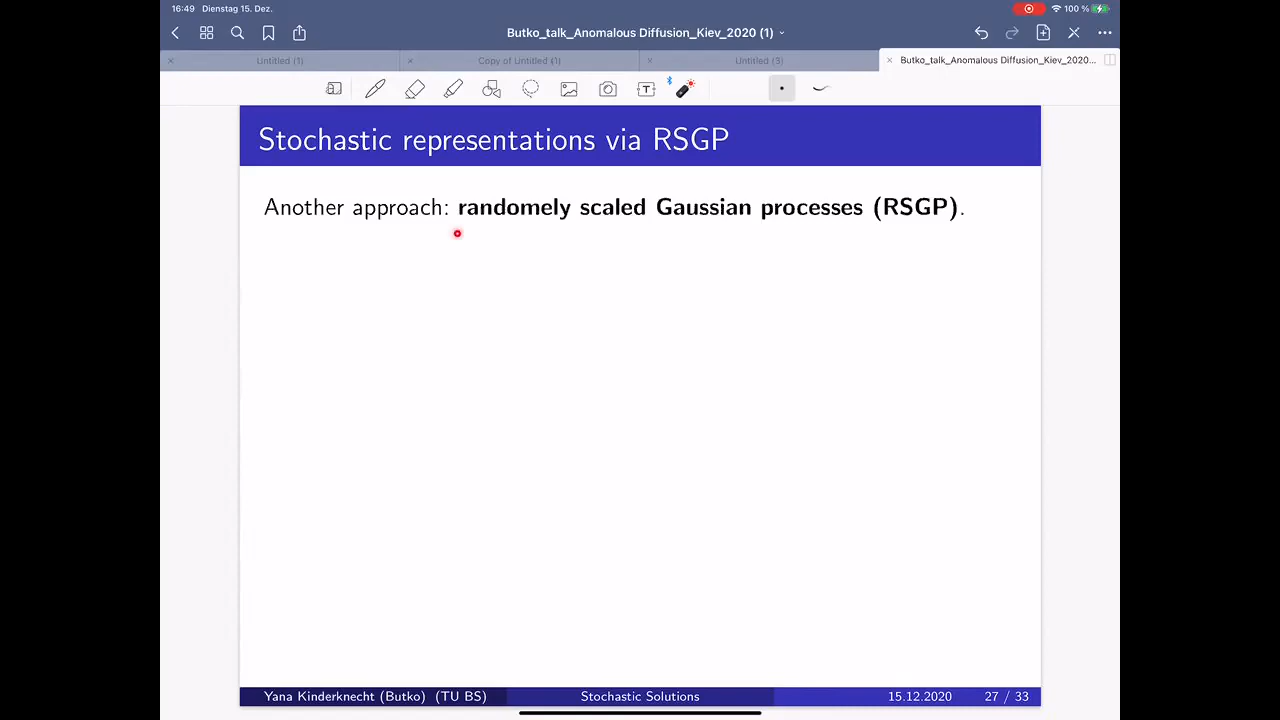 16:49 Dienstag 15. Dez. 100 %
Butko_talk_Anomalous Diffusion_Kiev_2020 (1)
Untitled (1) Copy of Untitled (1) Untitled (3) Butko_talk_Anomalous Diffusion_Kiev_2020...
T
Stochastic representations via RSGP
Another approach: randomely scaled Gaussian processes (RSGP).
Yana Kinderknecht (Butko) (TU BS) Stochastic Solutions 15.12.2020 27 / 33